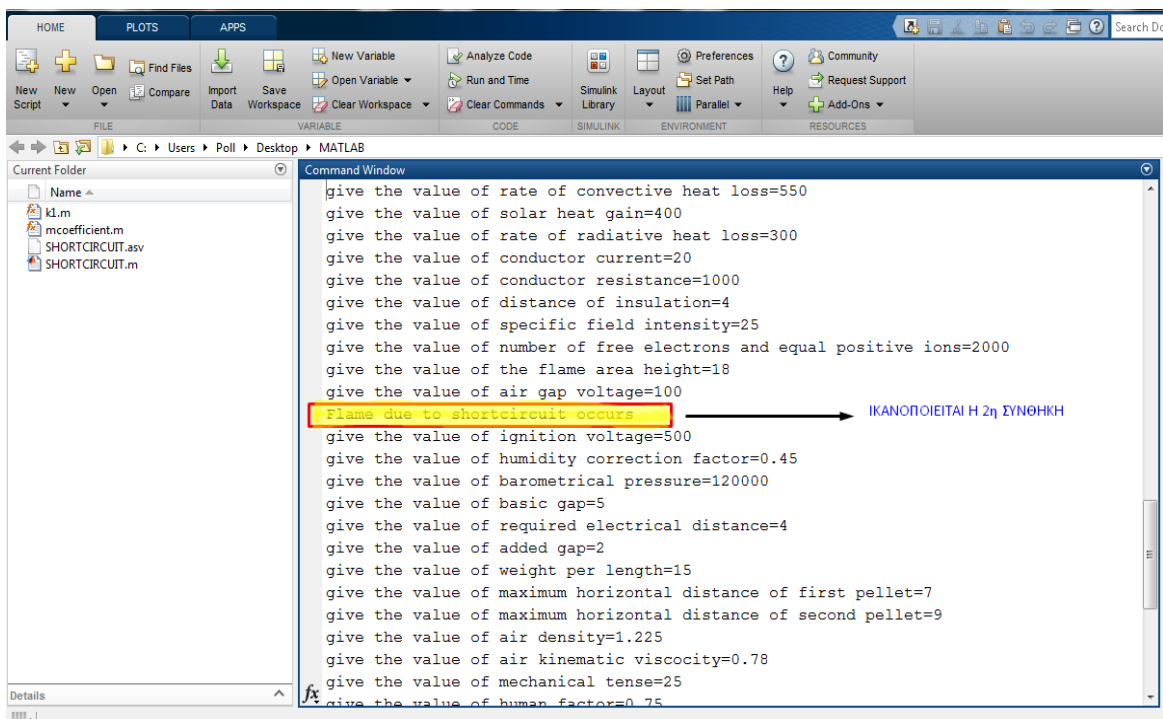 HOME PLOTS APPS
Search Do
New Script
New
Open
Find Files
Compare
Import Data
Save Workspace
New Variable
Open Variable
Clear Workspace
Analyze Code
Run and Time
Clear Commands
Simulink Library
Layout
Preferences
Set Path
Parallel
Help
Community
Request Support
Add-Ons
FILE VARIABLE CODE SIMULINK ENVIRONMENT RESOURCES
C: Users Poll Desktop MATLAB
Current Folder
Name
k1.m
mcoefficient.m
SHORTCIRCUIT.asv
SHORTCIRCUIT.m
Details
Command Window
give the value of rate of convective heat loss=550
give the value of solar heat gain=400
give the value of rate of radiative heat loss=300
give the value of conductor current=20
give the value of conductor resistance=1000
give the value of distance of insulation=4
give the value of specific field intensity=25
give the value of number of free electrons and equal positive ions=2000
give the value of the flame area height=18
give the value of air gap voltage=100
Flame due to shortcircuit occurs
ΙΚΑΝΟΠΟΙΕΙΤΑΙ Η 2η ΣΥΝΘΗΚΗ
give the value of ignition voltage=500
give the value of humidity correction factor=0.45
give the value of barometrical pressure=120000
give the value of basic gap=5
give the value of required electrical distance=4
give the value of added gap=2
give the value of weight per length=15
give the value of maximum horizontal distance of first pellet=7
give the value of maximum horizontal distance of second pellet=9
give the value of air density=1.225
give the value of air kinematic viscocity=0.78
give the value of mechanical tense=25
give the value of human factor=0.75
fx